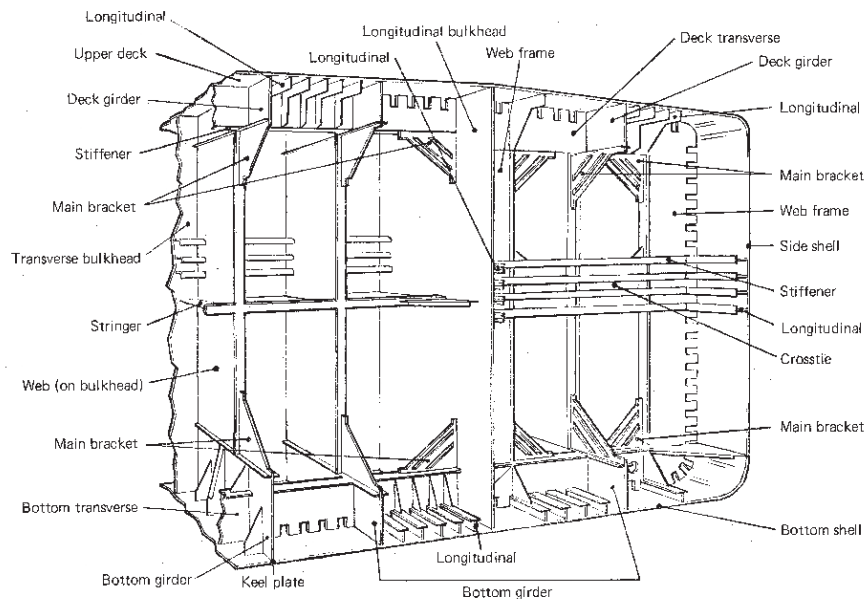 Longitudinal
Upper deck
Deck girder
Stiffener
Main bracket
Transverse bulkhead
Stringer
Web (on bulkhead)
Main bracket
Bottom transverse
Bottom girder
Keel plate
Longitudinal
Bottom girder
Longitudinal bulkhead
Longitudinal
Web frame
Deck transverse
Deck girder
Longitudinal
Main bracket
Web frame
Side shell
Stiffener
Longitudinal
Crosstie
Main bracket
Bottom shell